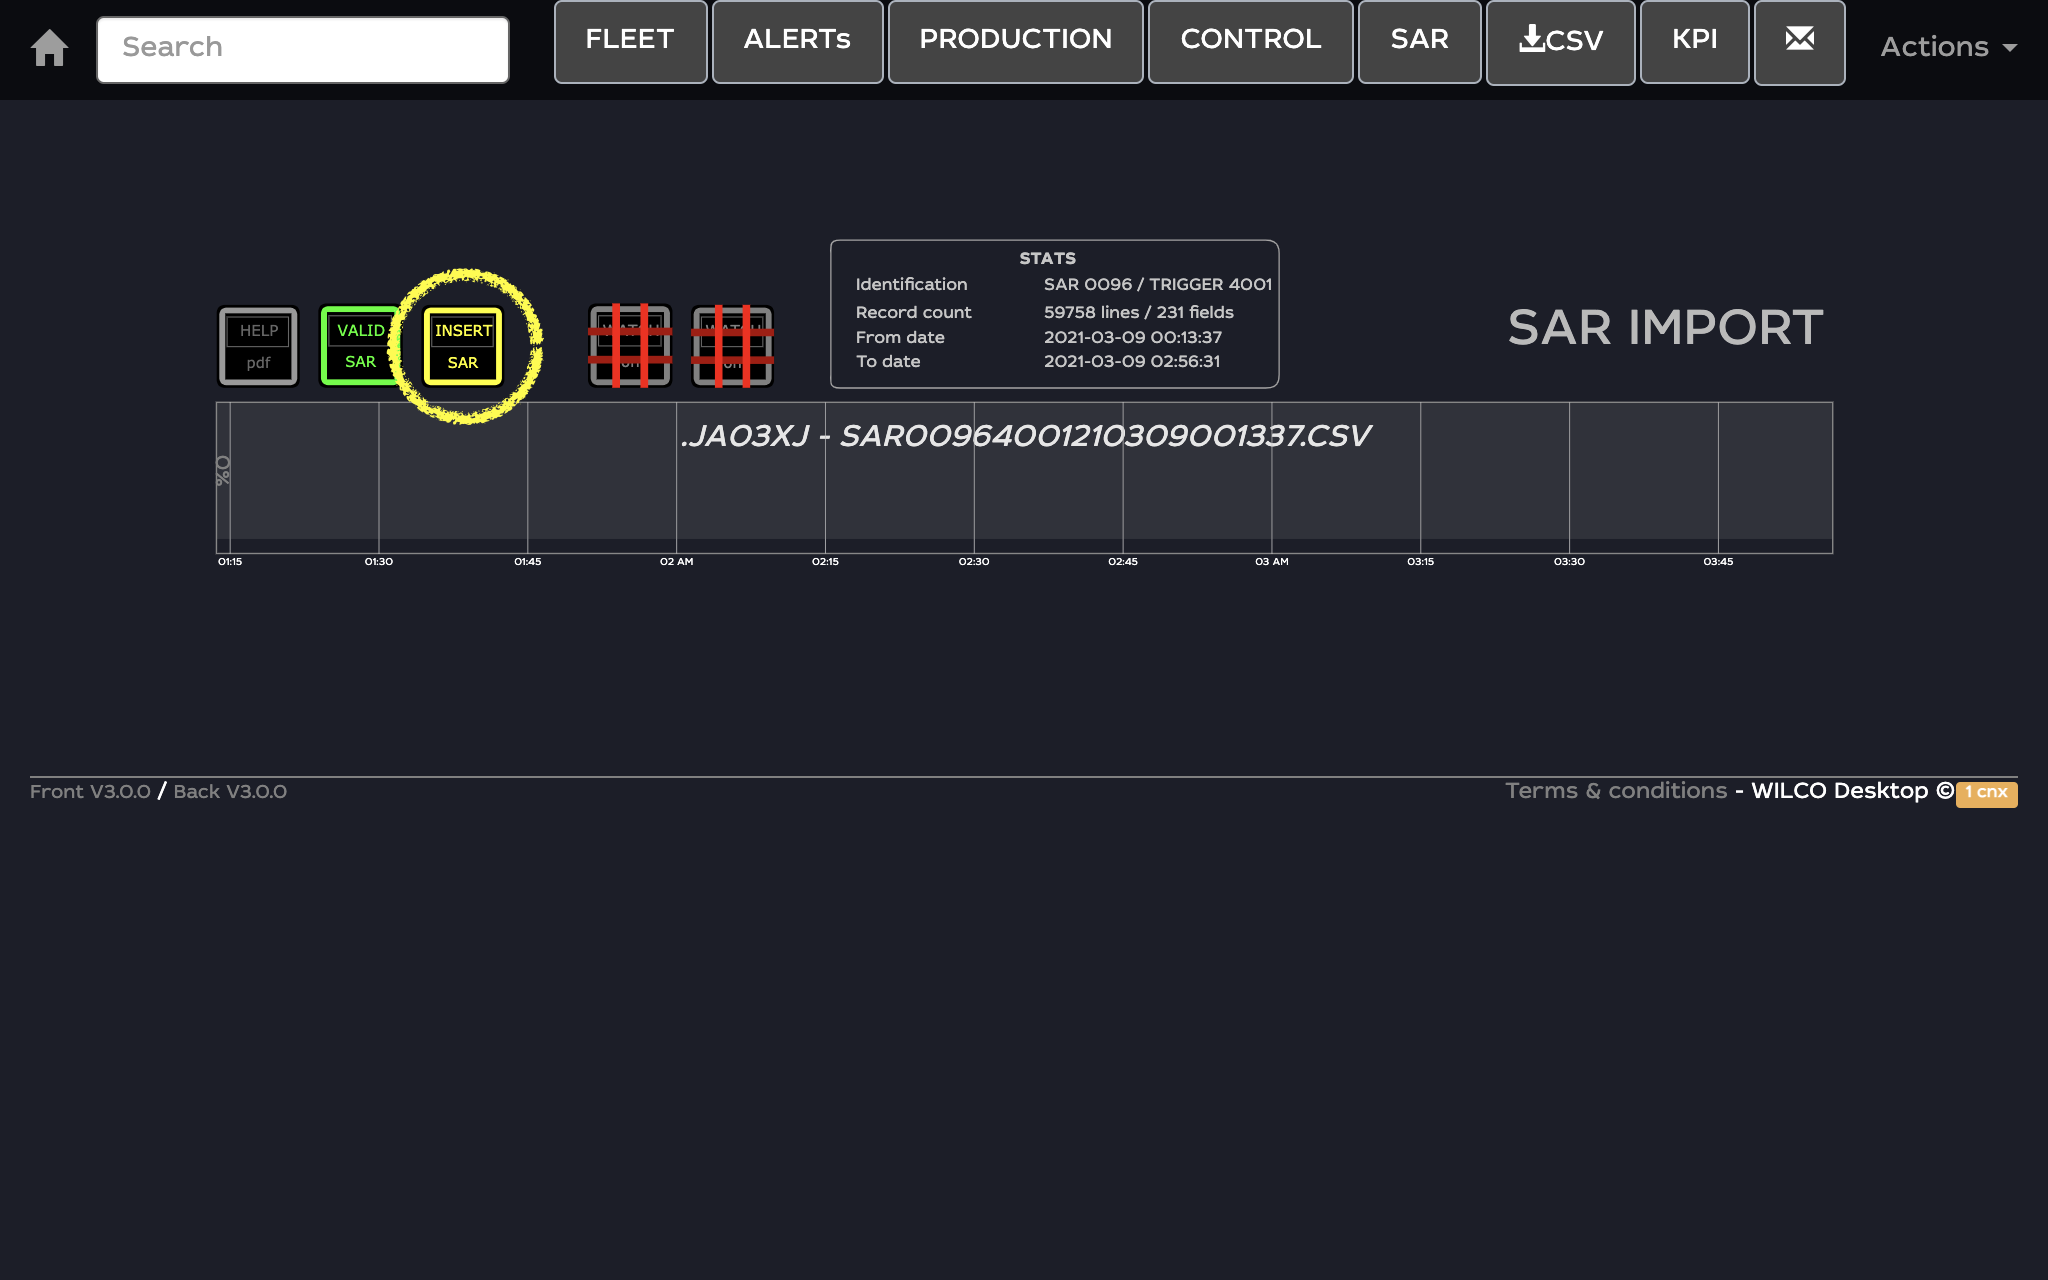 Search
FLEET
ALERTs
PRODUCTION
CONTROL
SAR
CSV
KPI
Actions
HELP
pdf
VALID
SAR
INSERT
SAR
STATS
Identification SAR 0096 / TRIGGER 4001
Record count 59758 lines / 231 fields
From date 2021-03-09 00:13:37
To date 2021-03-09 02:56:31
SAR IMPORT
.JA03XJ - SAR00964001210309001337.CSV
0%
01:15 01:30 01:45 02 AM 02:15 02:30 02:45 03 AM 03:15 03:30 03:45
Front V3.0.0 / Back V3.0.0
Terms & conditions - WILCO Desktop © 1 cnx